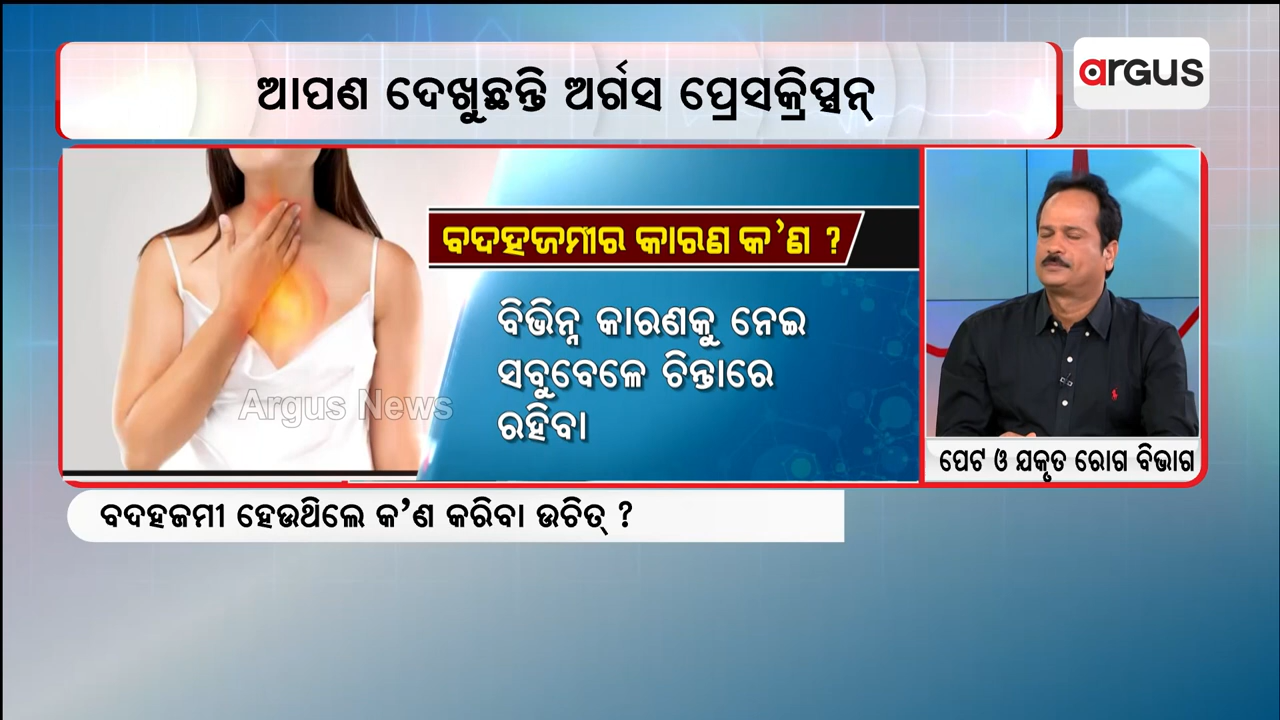 ଆପଣ ଦେଖୁଛନ୍ତି ଅର୍ଗସ ପ୍ରେସକ୍ରିପ୍ସନ୍
argus
ବଦହଜମୀର କାରଣ କ'ଣ ?
ବିଭିନ୍ନ କାରଣକୁ ନେଇ
ସବୁବେଳେ ଚିନ୍ତାରେ
ରହିବା
Argus News
ପେଟ ଓ ଯକୃତ ରୋଗ ବିଭାଗ
ବଦହଜମୀ ହେଉଥିଲେ କ'ଣ କରିବା ଉଚିତ୍ ?